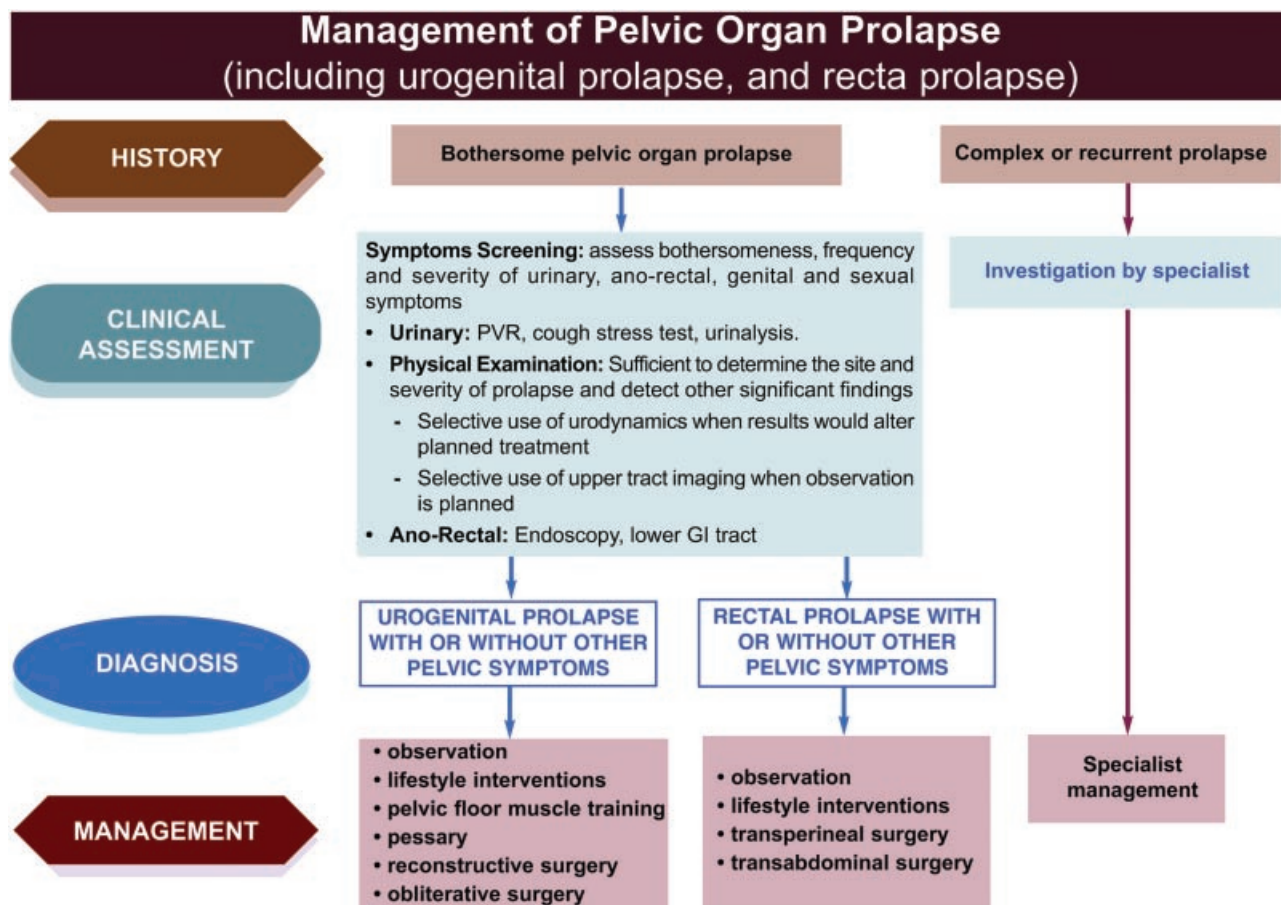 Management of Pelvic Organ Prolapse
(including urogenital prolapse, and recta prolapse)
HISTORY
Bothersome pelvic organ prolapse
Complex or recurrent prolapse
CLINICAL
ASSESSMENT
Symptoms Screening: assess bothersomeness, frequency
and severity of urinary, ano-rectal, genital and sexual
symptoms
• Urinary: PVR, cough stress test, urinalysis.
• Physical Examination: Sufficient to determine the site and
severity of prolapse and detect other significant findings
- Selective use of urodynamics when results would alter
planned treatment
- Selective use of upper tract imaging when observation
is planned
• Ano-Rectal: Endoscopy, lower GI tract
Investigation by specialist
DIAGNOSIS
UROGENITAL PROLAPSE
WITH OR WITHOUT OTHER
PELVIC SYMPTOMS
RECTAL PROLAPSE WITH
OR WITHOUT OTHER
PELVIC SYMPTOMS
MANAGEMENT
• observation
• lifestyle interventions
• pelvic floor muscle training
• pessary
• reconstructive surgery
• obliterative surgery
• observation
• lifestyle interventions
• transperineal surgery
• transabdominal surgery
Specialist
management